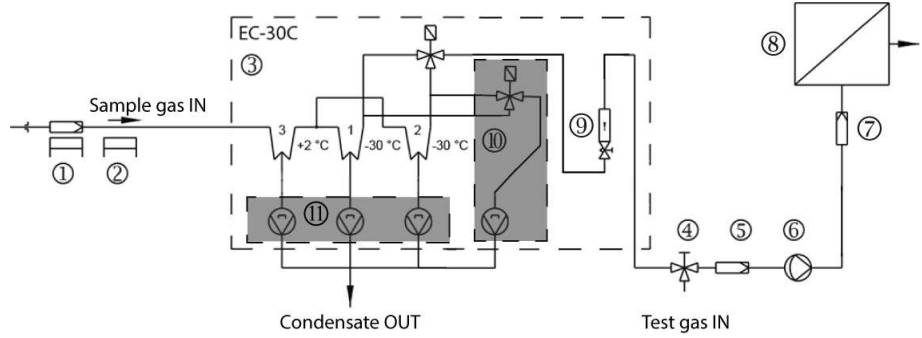 EC-30C
③
⑧
Sample gas IN
3
1
2
+2 °C
-30 °C
-30 °C
⑨
⑩
⑦
①
②
⑪
④
⑤
⑥
Condensate OUT
Test gas IN